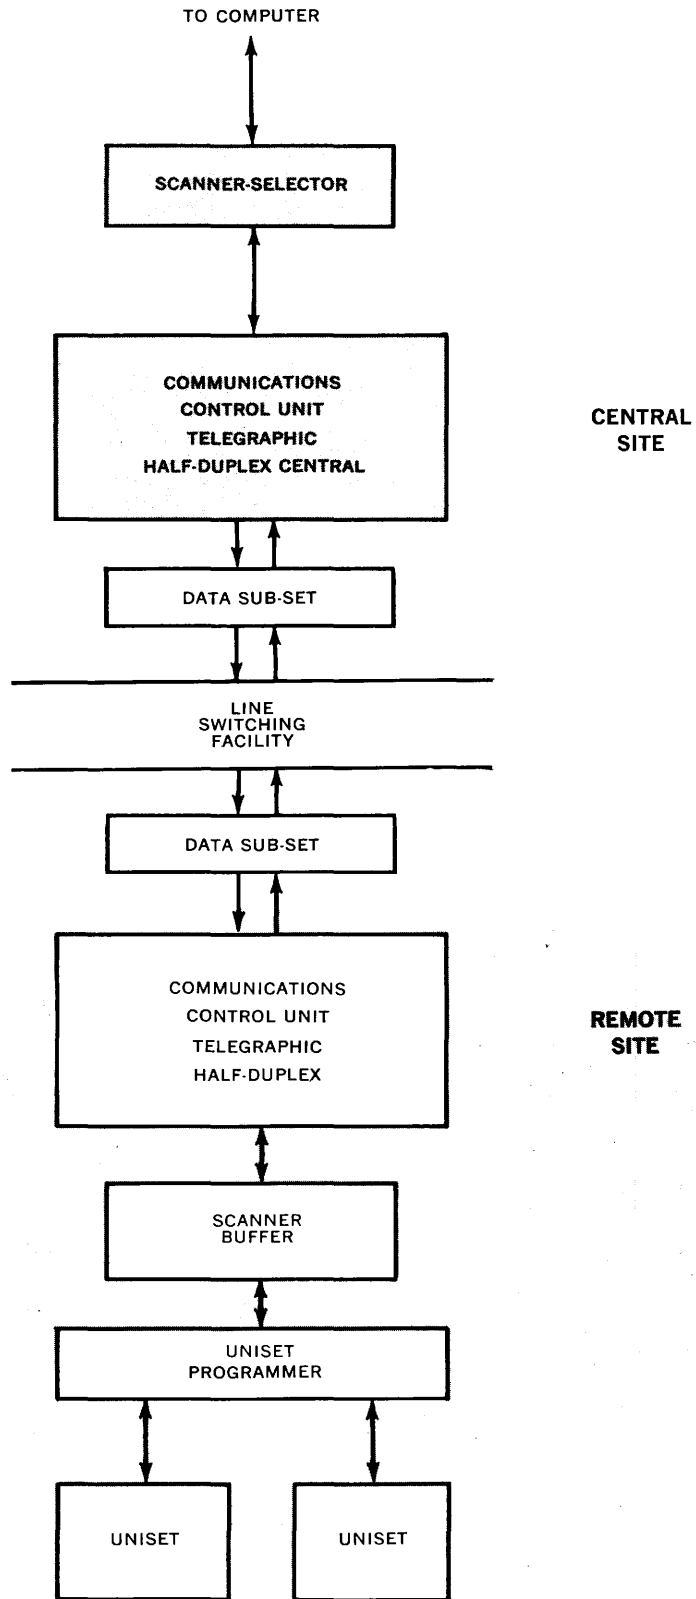 TO COMPUTER
SCANNER-SELECTOR
COMMUNICATIONS
CONTROL UNIT
TELEGRAPHIC
HALF-DUPLEX CENTRAL
CENTRAL
SITE
DATA SUB-SET
LINE
SWITCHING
FACILITY
DATA SUB-SET
COMMUNICATIONS
CONTROL UNIT
TELEGRAPHIC
HALF-DUPLEX
REMOTE
SITE
SCANNER
BUFFER
UNISET
PROGRAMMER
UNISET
UNISET